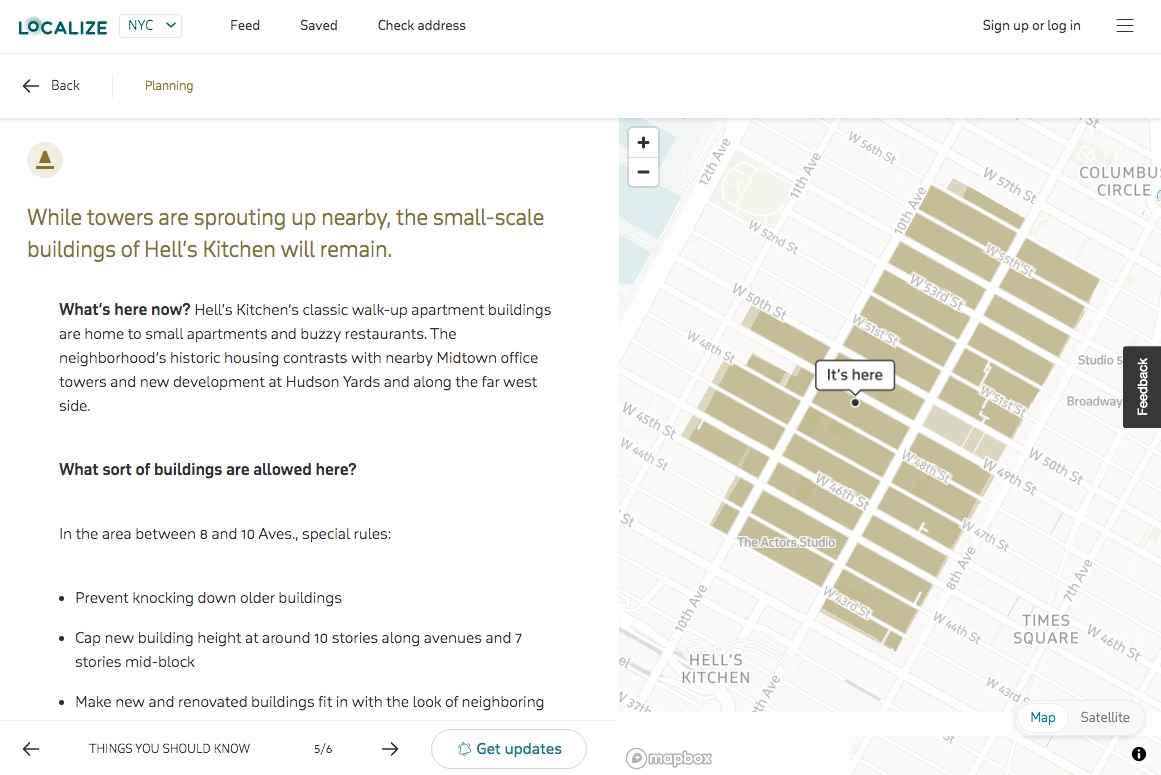 LOCALIZE
NYC
Feed
Saved
Check address
Sign up or log in
Back
Planning
While towers are sprouting up nearby, the small-scale
buildings of Hell's Kitchen will remain.
What's here now? Hell's Kitchen's classic walk-up apartment buildings
are home to small apartments and buzzy restaurants. The
neighborhood's historic housing contrasts with nearby Midtown office
towers and new development at Hudson Yards and along the far west
side.
What sort of buildings are allowed here?
In the area between 8 and 10 Aves., special rules:
• Prevent knocking down older buildings
• Cap new building height at around 10 stories along avenues and 7
stories mid-block
• Make new and renovated buildings fit in with the look of neighboring
THINGS YOU SHOULD KNOW
5/6
Get updates
+
−
St
12th Ave
W 56th St
11th Ave
COLUMBUS
CIRCLE
W 57th St
10th Ave
W 52nd St
W 55th St
W 50th St
W 53rd St
W 51st St
W 48th St
Studio 5
It's here
W 51st St
Broadway
Feedback
W 45th St
W 44th St
W 48th St
W 50th St
W 49th St
W 46th St
St
W 47th St
The Actors Studio
8th Ave
7th Ave
10th Ave
W 43rd St
W 44th St
TIMES
SQUARE
W 46th St
HELL'S
KITCHEN
el
W 37th
Ave
W 43rd S
Map
Satellite
St
mapbox